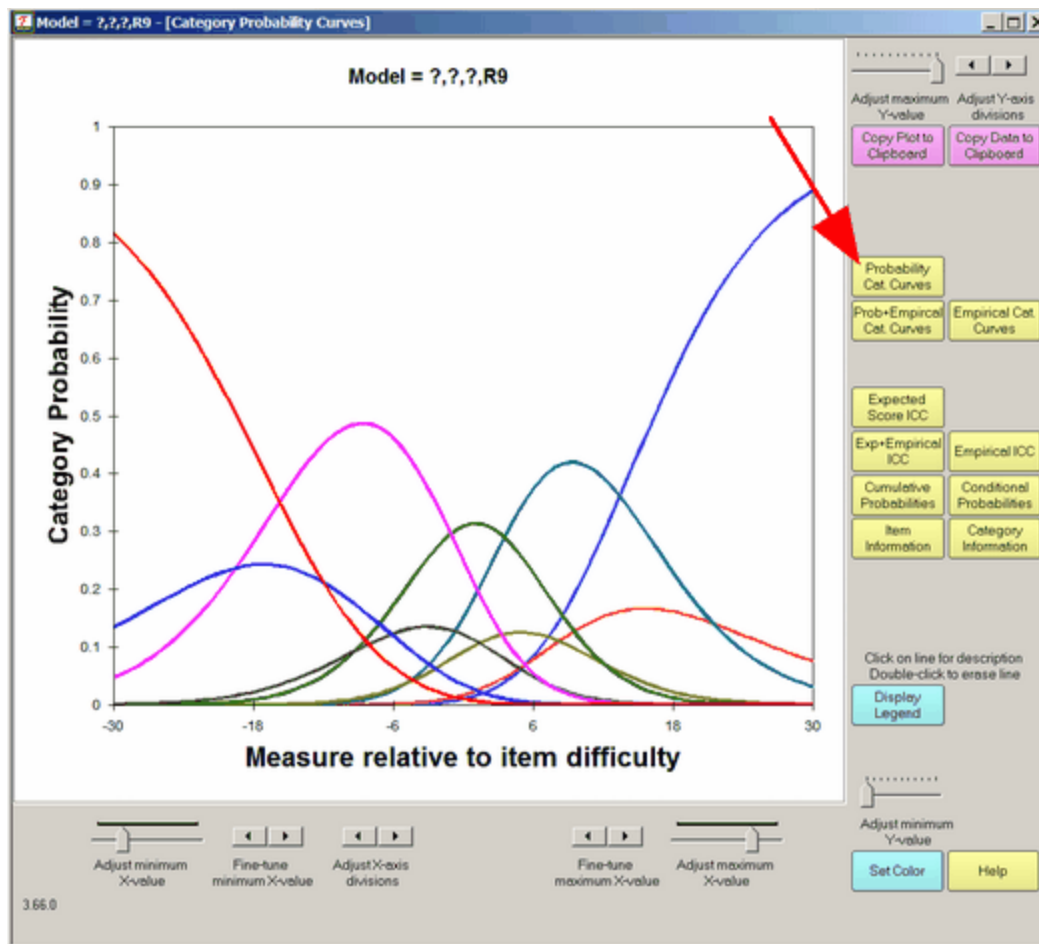 Model = ?,?,?,R9 - [Category Probability Curves]
Model = ?,?,?,R9
Adjust maximum Y-value
Adjust Y-axis divisions
Copy Plot to Clipboard
Copy Data to Clipboard
Category Probability
1
0.9
0.8
0.7
0.6
0.5
0.4
0.3
0.2
0.1
0
-30
-18
-6
6
18
30
Measure relative to item difficulty
Probability Cat. Curves
Prob+Empircal Cat. Curves
Empirical Cat. Curves
Expected Score ICC
Exp+Empirical ICC
Empirical ICC
Cumulative Probabilities
Conditional Probabilities
Item Information
Category Information
Click on line for description
Double-click to erase line
Display Legend
Adjust minimum Y-value
Set Color
Help
Adjust minimum X-value
Fine-tune minimum X-value
Adjust X-axis divisions
Fine-tune maximum X-value
Adjust maximum X-value
3.66.0